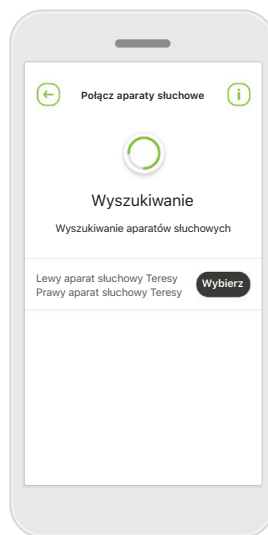 Połącz aparaty słuchowe
i
Wyszukiwanie
Wyszukiwanie aparatów słuchowych
Lewy aparat słuchowy Teresy
Prawy aparat słuchowy Teresy
Wybierz